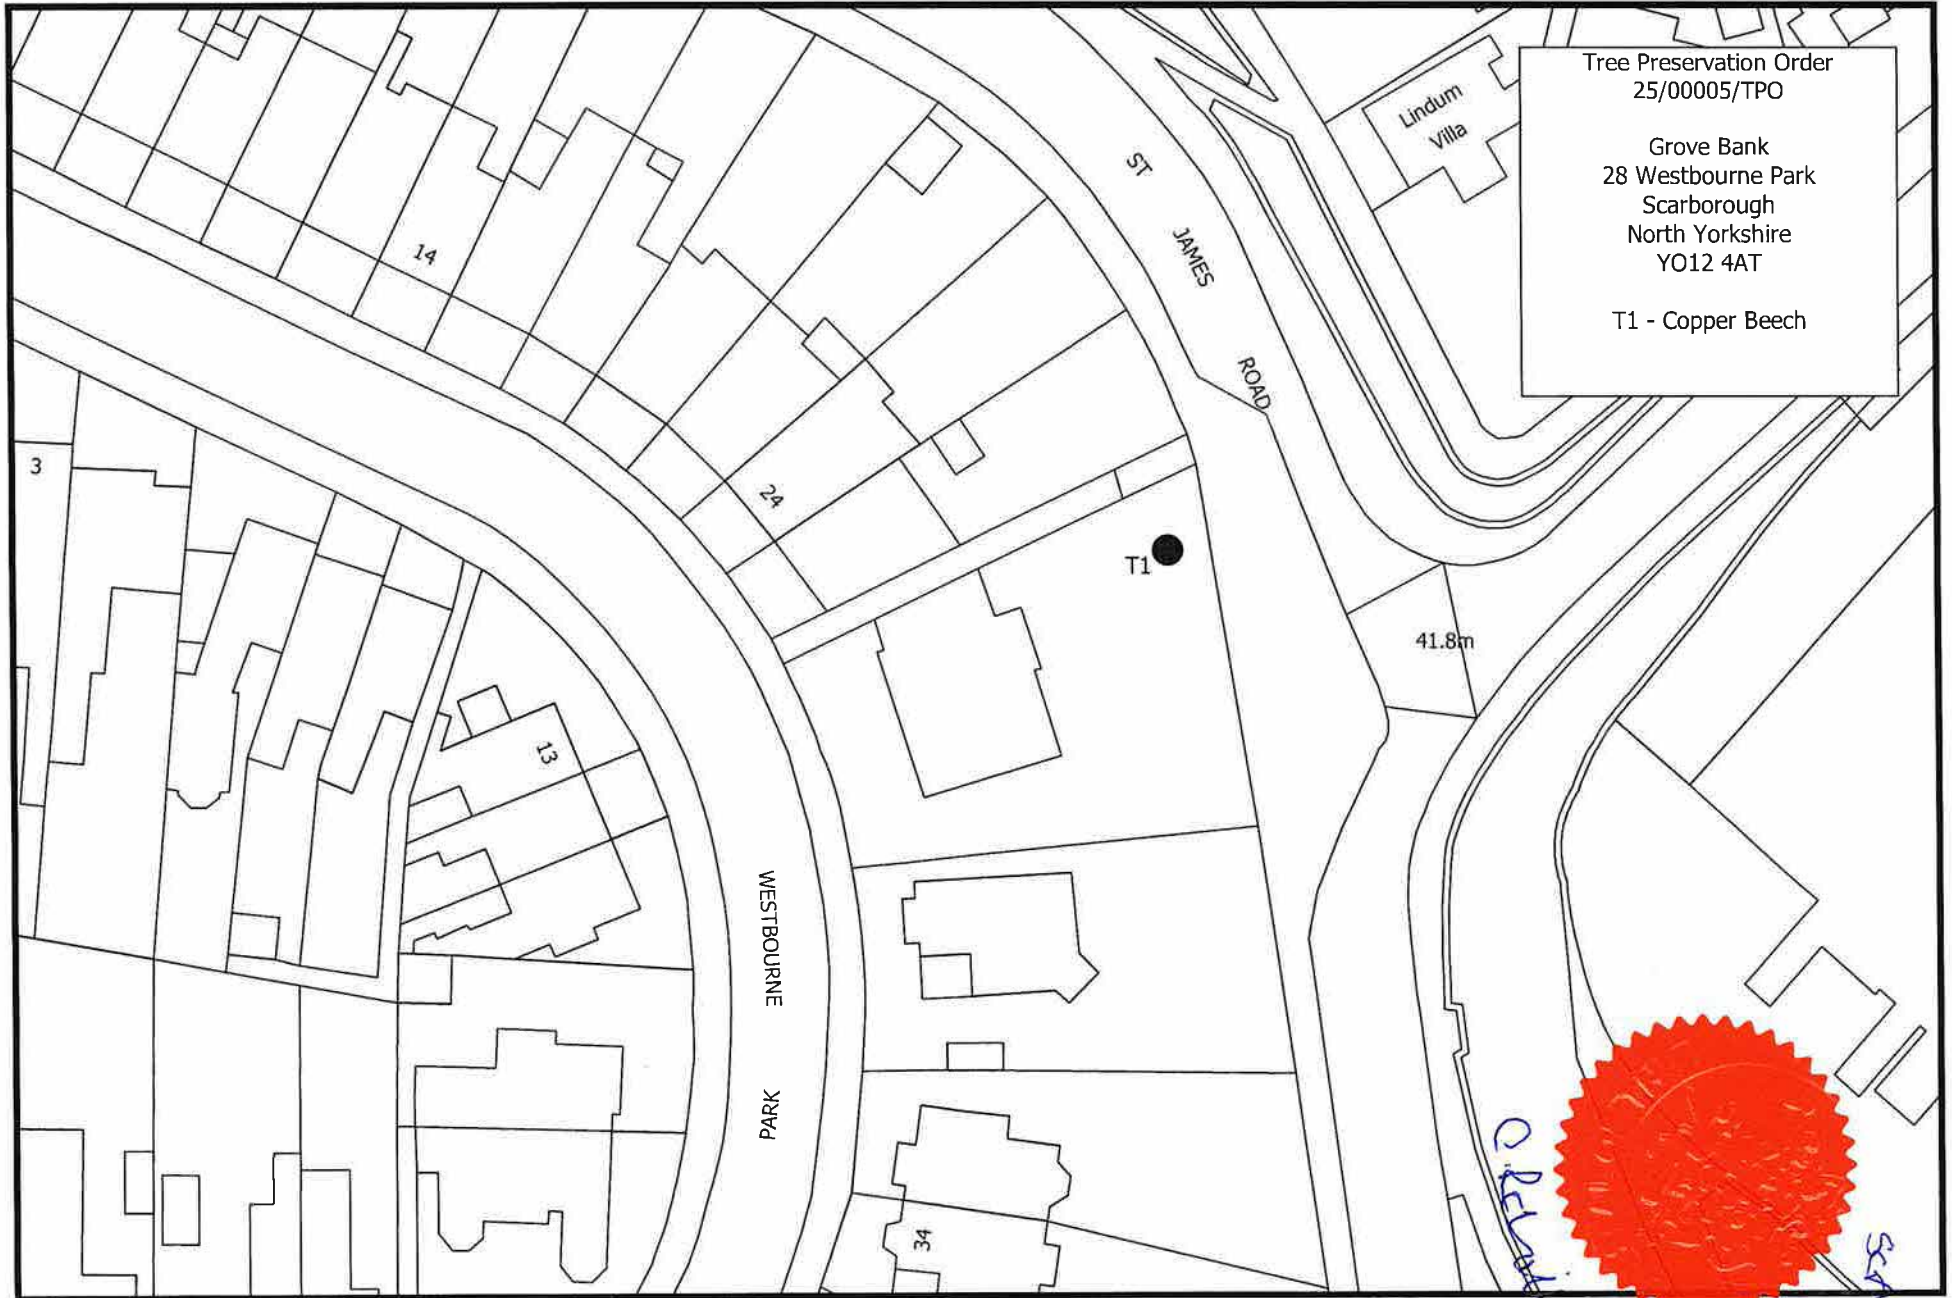 Tree Preservation Order
25/00005/TPO
Grove Bank
28 Westbourne Park
Scarborough
North Yorkshire
YO12 4AT
T1 - Copper Beech
Lindum
Villa
ST
JAMES
ROAD
14
3
24
T1
41.8m
13
WESTBOURNE
PARK
34